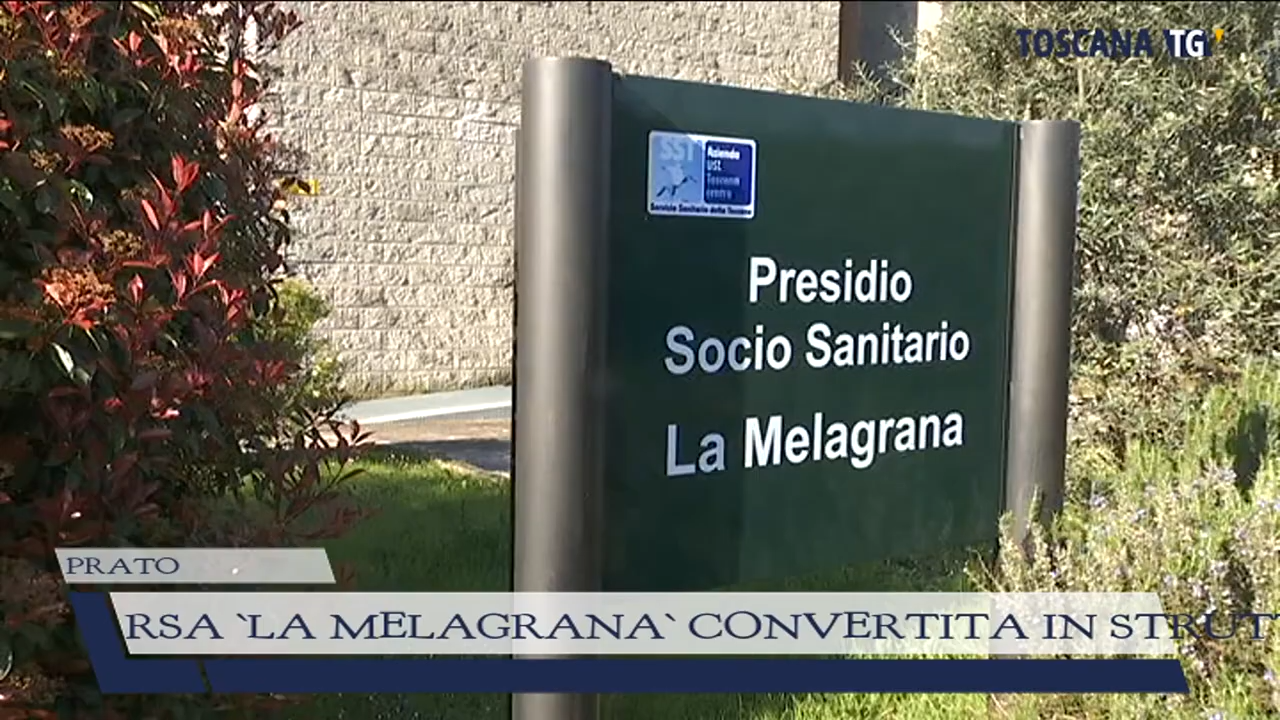 TOSCANA TG
SST
Azienda
USL
Toscana
centro
Servizio Sanitario della Toscana
Presidio
Socio Sanitario
La Melagrana
PRATO
RSA `LA MELAGRANA` CONVERTITA IN STRUT